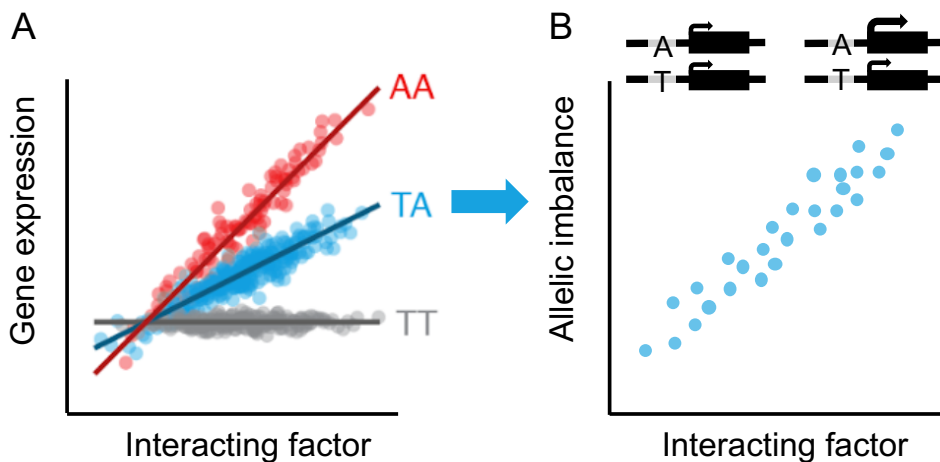 A
Gene expression
AA
TA
TT
Interacting factor
B
A
A
T
T
Allelic imbalance
Interacting factor